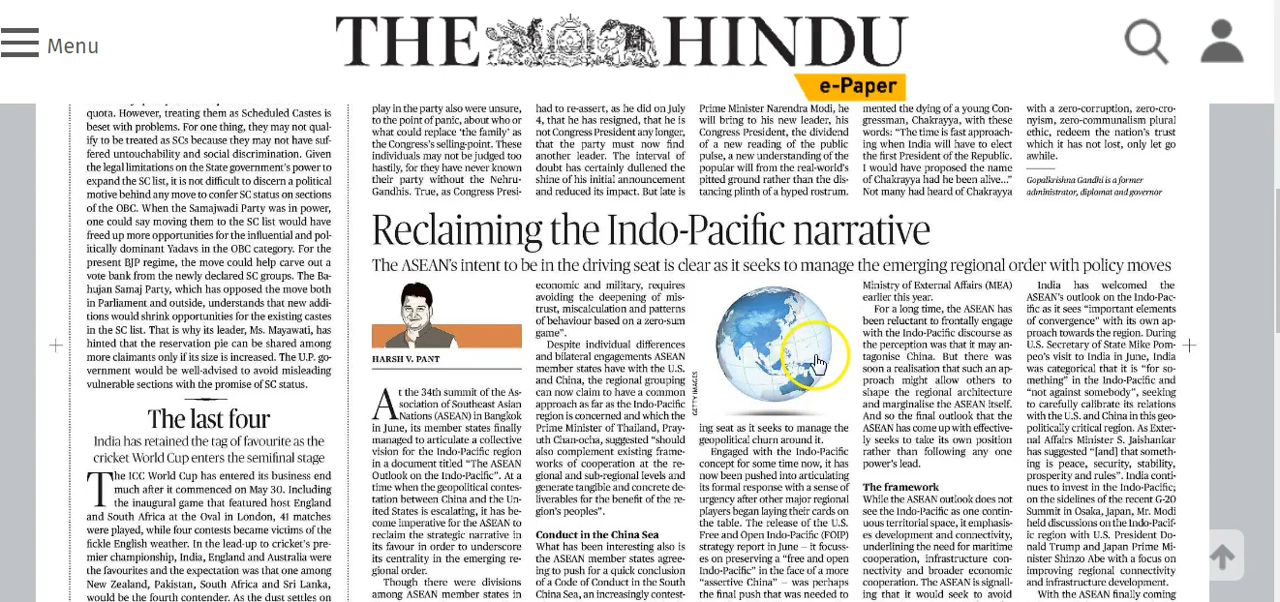 Menu
THE HINDU
e-Paper
quota. However, treating them as Scheduled Castes is
beset with problems. For one thing, they may not qual-
ify to be treated as SCs because they may not have suf-
fered untouchability and social discrimination. Given
the legal limitations on the State government's power to
expand the SC list, it is not difficult to discern a political
motive behind any move to confer SC status on sections
of the OBC. When the Samajwadi Party was in power,
one could say moving them to the SC list would have
freed up more opportunities for the influential and pol-
itically dominant Yadavs in the OBC category. For the
present BJP regime, the move could help carve out a
vote bank from the newly declared SC groups. The Ba-
hujan Samaj Party, which has opposed the move both
in Parliament and outside, understands that new addi-
tions would shrink opportunities for the existing castes
in the SC list. That is why its leader, Ms. Mayawati, has
hinted that the reservation pie can be shared among
more claimants only if its size is increased. The U.P. go-
vernment would be well-advised to avoid misleading
vulnerable sections with the promise of SC status.
The last four
India has retained the tag of favourite as the
cricket World Cup enters the semifinal stage
The ICC World Cup has entered its business end
much after it commenced on May 30. Including
the inaugural game that featured host England
and South Africa at the Oval in London, 41 matches
were played, while four contests became victims of the
fickle English weather. In the lead-up to cricket's pre-
mier championship, India, England and Australia were
the favourites and the expectation was that one among
New Zealand, Pakistan, South Africa and Sri Lanka,
would be the fourth contender. As the dust settles on
play in the party also were unsure,
to the point of panic, about who or
what could replace 'the family' as
the Congress's selling-point. These
individuals may not be judged too
hastily, for they have never known
their party without the Nehru-
Gandhis. True, as Congress Presi-
had to re-assert, as he did on July
4, that he has resigned, that he is
not Congress President any longer,
that the party must now find
another leader. The interval of
doubt has certainly dulled the
shine of his initial announcement
and reduced its impact. But late is
Prime Minister Narendra Modi, he
will bring to his new leader, his
Congress President, the dividend
of a new reading of the public
pulse, a new understanding of the
popular will from the real-world's
pitted ground rather than the dis-
tancing plinth of a hyped rostrum.
mented the dying of a young Con-
gressman, Chakrayya, with these
words: "The time is fast approach-
ing when India will have to elect
the first President of the Republic.
I would have proposed the name
of Chakrayya had he been alive..."
Not many had heard of Chakrayya
with a zero-corruption, zero-cro-
nyism, zero-communalism plural
ethic, redeem the nation's trust
which it has not lost, only let go
awhile.
Gopalkrishna Gandhi is a former
administrator, diplomat and governor
Reclaiming the Indo-Pacific narrative
The ASEAN's intent to be in the driving seat is clear as it seeks to manage the emerging regional order with policy moves
HARSH V. PANT
At the 34th summit of the As-
sociation of Southeast Asian
Nations (ASEAN) in Bangkok
in June, its member states finally
managed to articulate a collective
vision for the Indo-Pacific region
in a document titled "The ASEAN
Outlook on the Indo-Pacific". At a
time when the geopolitical contes-
tation between China and the Un-
ited States is escalating, it has be-
come imperative for the ASEAN to
reclaim the strategic narrative in
its favour in order to underscore
its centrality in the emerging re-
gional order.
Though there were divisions
among ASEAN member states in
economic and military, requires
avoiding the deepening of mis-
trust, miscalculation and patterns
of behaviour based on a zero-sum
game".
Despite individual differences
and bilateral engagements ASEAN
member states have with the U.S.
and China, the regional grouping
can now claim to have a common
approach as far as the Indo-Pacific
region is concerned and which the
Prime Minister of Thailand, Pray-
uth Chan-ocha, suggested "should
also complement existing frame-
works of cooperation at the re-
gional and sub-regional levels and
generate tangible and concrete de-
liverables for the benefit of the re-
gion's peoples".
Conduct in the China Sea
What has been interesting also is
the ASEAN member states agree-
ing to push for a quick conclusion
of a Code of Conduct in the South
China Sea, an increasingly contest-
GETTY IMAGES
ing seat as it seeks to manage the
geopolitical churn around it.
Engaged with the Indo-Pacific
concept for some time now, it has
now been pushed into articulating
its formal response with a sense of
urgency after other major regional
players began laying their cards on
the table. The release of the U.S.
Free and Open Indo-Pacific (FOIP)
strategy report in June – it focuss-
es on preserving a "free and open
Indo-Pacific" in the face of a more
"assertive China" – was perhaps
the final push that was needed to
Ministry of External Affairs (MEA)
earlier this year.
For a long time, the ASEAN has
been reluctant to frontally engage
with the Indo-Pacific discourse as
the perception was that it may an-
tagonise China. But there was
soon a realisation that such an
approach might allow others to
shape the regional architecture
and marginalise the ASEAN itself.
And so the final outlook that the
ASEAN has come up with effective-
ly seeks to take its own position
rather than following any one
power's lead.
The framework
While the ASEAN outlook does not
see the Indo-Pacific as one contin-
uous territorial space, it emphasis-
es development and connectivity,
underlining the need for maritime
cooperation, infrastructure con-
nectivity and broader economic
cooperation. The ASEAN is signall-
ing that it would seek to avoid
India has welcomed the
ASEAN's outlook on the Indo-Pac-
ific as it sees "important elements
of convergence" with its own ap-
proach towards the region. During
U.S. Secretary of State Mike Pom-
peo's visit to India in June, India
was categorical that it is "for so-
mething" in the Indo-Pacific and
"not against somebody", seeking
to carefully calibrate its relations
with the U.S. and China in this geo-
politically critical region. As Exter-
nal Affairs Minister S. Jaishankar
has suggested "[and] that someth-
ing is peace, security, stability,
prosperity and rules". India conti-
nues to invest in the Indo-Pacific;
on the sidelines of the recent G-20
Summit in Osaka, Japan, Mr. Modi
held discussions on the Indo-Pacif-
ic region with U.S. President Do-
nald Trump and Japan Prime Mi-
nister Shinzo Abe with a focus on
improving regional connectivity
and infrastructure development.
With the ASEAN finally coming